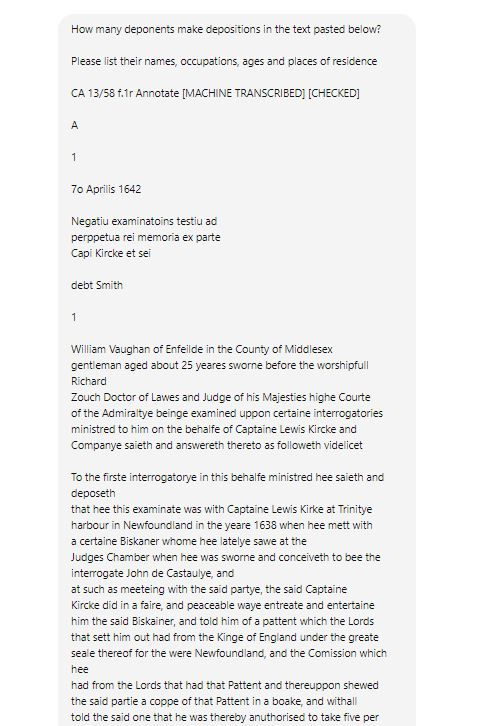 How many deponents make depositions in the text pasted below?
Please list their names, occupations, ages and places of residence
CA 13/58 f.1r Annotate [MACHINE TRANSCRIBED] [CHECKED]
A
1
7o Aprilis 1642
Negatiu examinatoins testiu ad
perppetua rei memoria ex parte
Capi Kircke et sei
debt Smith
1
William Vaughan of Enfeilde in the County of Middlesex
gentleman aged about 25 yeares sworne before the worshipfull
Richard
Zouch Doctor of Lawes and Judge of his Majesties highe Courte
of the Admiraltye beinge examined uppon certaine interrogatories
ministred to him on the behalfe of Captaine Lewis Kircke and
Companye saieth and answereth thereto as followeth videlicet
To the firste interrogatorye in this behalfe ministred hee saieth and
deposeth
that hee this examinate was with Captaine Lewis Kirke at Trinitye
harbour in Newfoundland in the yeare 1638 when hee mett with
a certaine Biskaner whome hee latelye sawe at the
Judges Chamber when hee was sworne and conceiveth to bee the
interrogate John de Castaulye, and
at such as meeteing with the said partye, the said Captaine
Kircke did in a faire, and peaceable waye entreate and entertaine
him the said Biskainer, and told him of a pattent which the Lords
that sett him out had from the Kinge of England under the greate
seale thereof for the were Newfoundland, and the Comission which
hee
had from the Lords that had that Pattent and thereuppon shewed
the said partie a coppe of that Patent in a boake, and withall
told the said one that he was thereby anuthorised to take five per